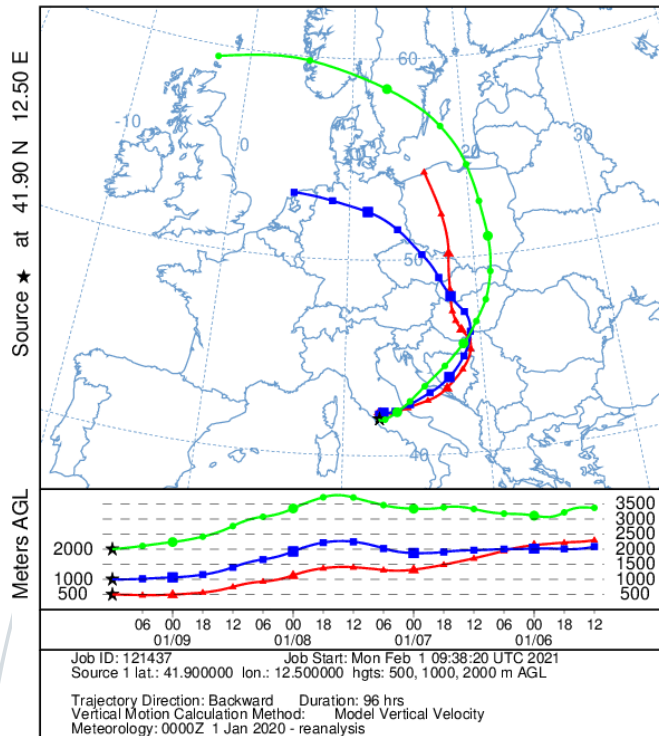 Source ★ at 41.90 N 12.50 E
60
-10
0
20
30
50
40
Meters AGL
3500
3000
2000
2500
2000
1500
1000
1000
500
500
06 00 18 12 06 00 18 12 06 00 18 12 06 00 18 12
01/09 01/08 01/07 01/06
Job ID: 121437 Job Start: Mon Feb 1 09:38:20 UTC 2021
Source 1 lat.: 41.900000 lon.: 12.500000 hgts: 500, 1000, 2000 m AGL
Trajectory Direction: Backward Duration: 96 hrs
Vertical Motion Calculation Method: Model Vertical Velocity
Meteorology: 0000Z 1 Jan 2020 - reanalysis